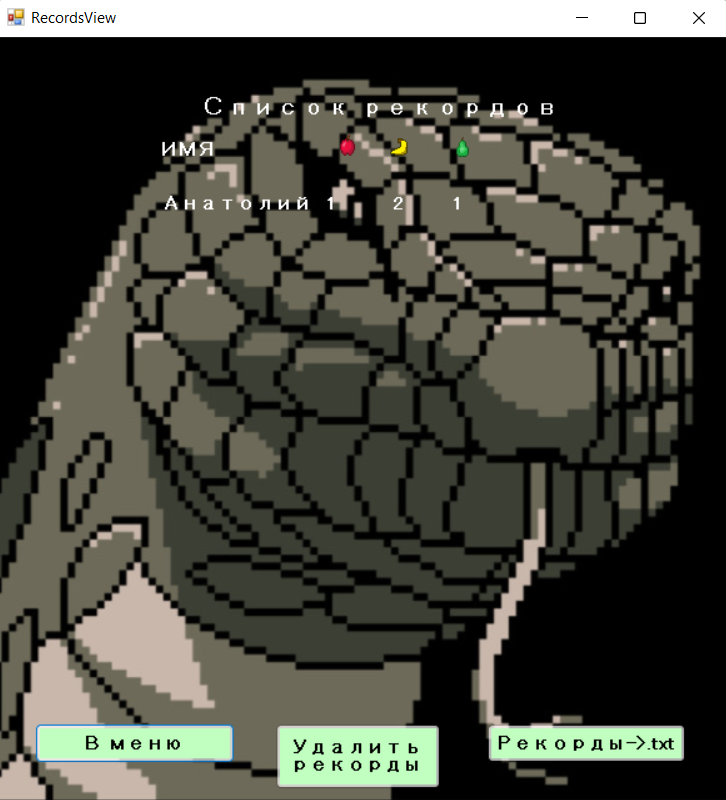 RecordsView
Список рекордов
ИМЯ
Анатолий 1 2 1
В меню
Удалить
рекорды
Рекорды->.txt